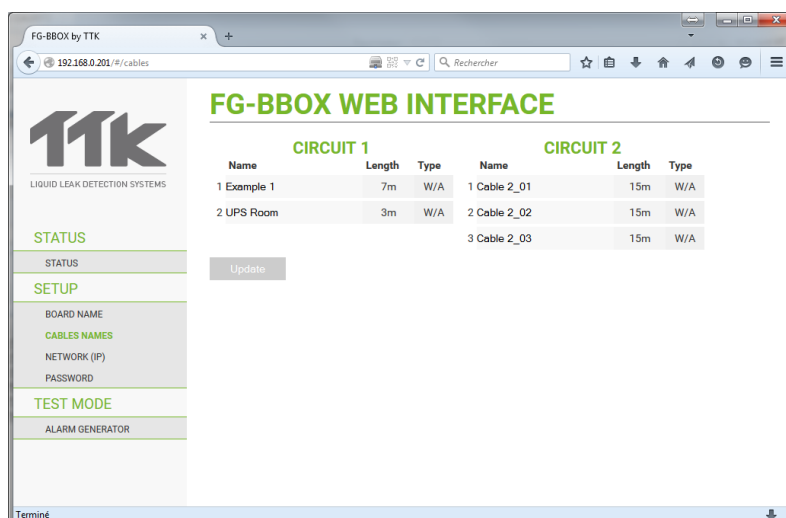 FG-BBOX by TTK
192.168.0.201/#/cables
Rechercher
TTK
LIQUID LEAK DETECTION SYSTEMS
STATUS
STATUS
SETUP
BOARD NAME
CABLES NAMES
NETWORK (IP)
PASSWORD
TEST MODE
ALARM GENERATOR
FG-BBOX WEB INTERFACE
CIRCUIT 1
Name Length Type
1 Example 1 7m W/A
2 UPS Room 3m W/A
Update
CIRCUIT 2
Name Length Type
1 Cable 2_01 15m W/A
2 Cable 2_02 15m W/A
3 Cable 2_03 15m W/A
Terminé